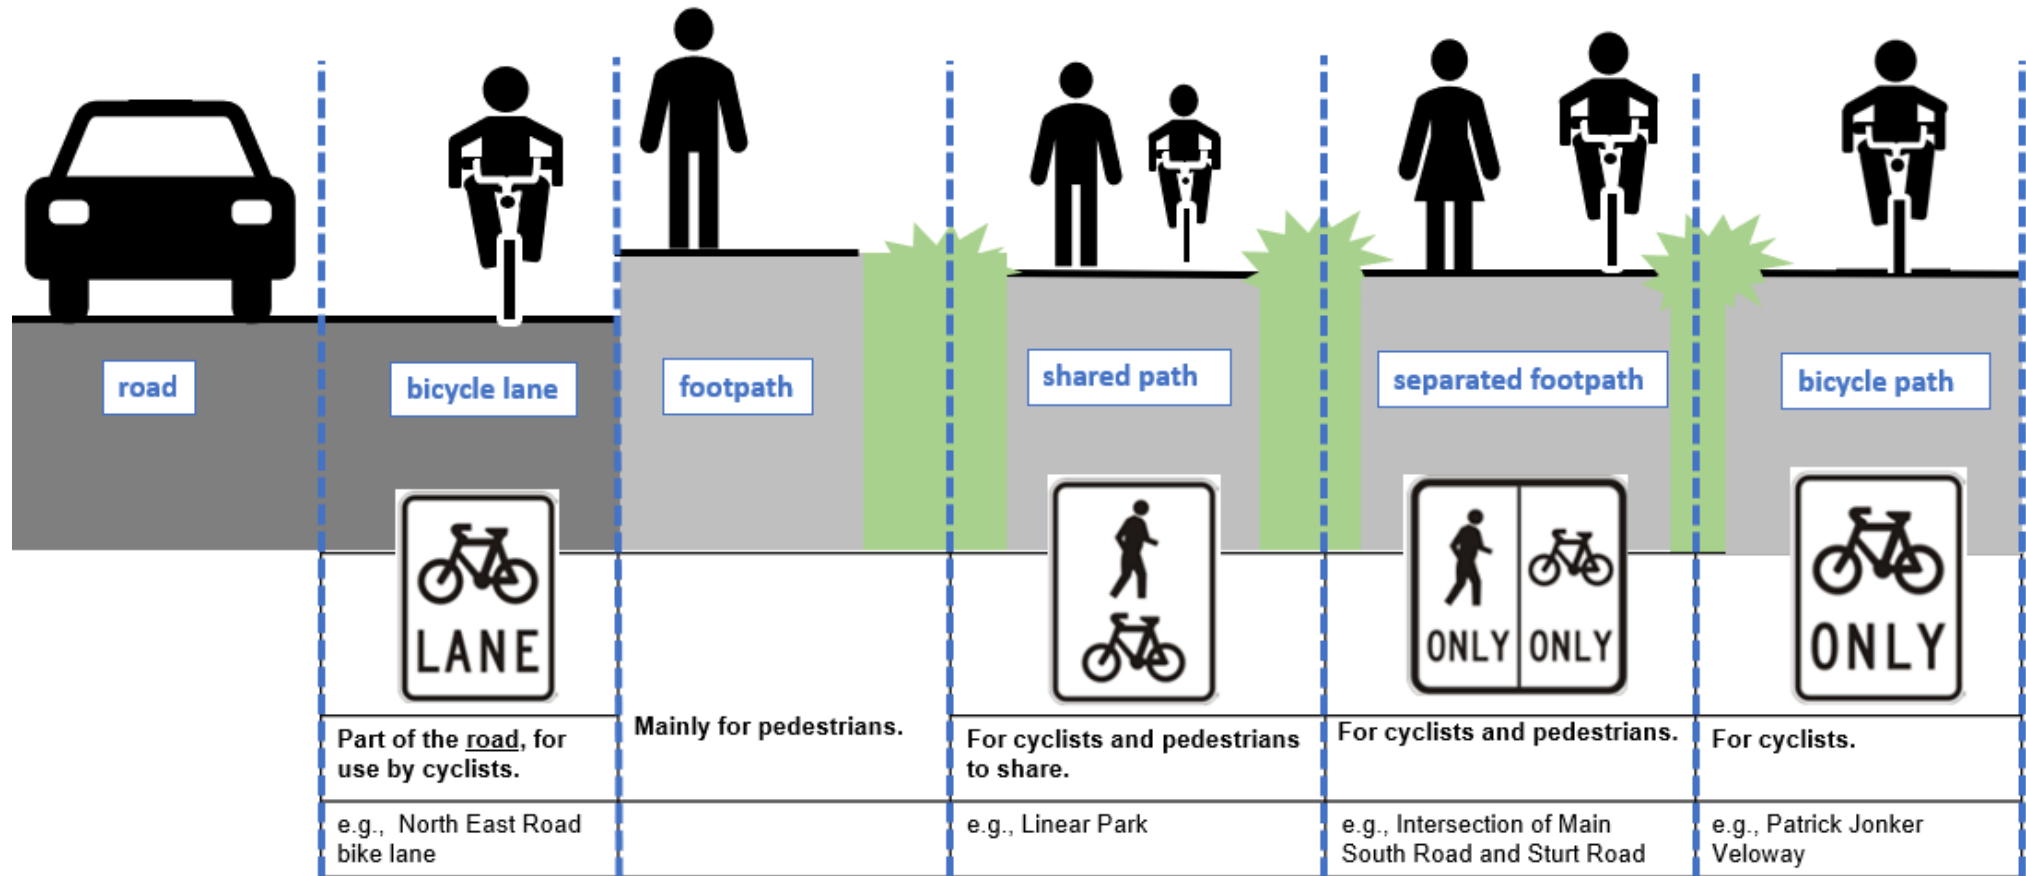 road
bicycle lane
footpath
shared path
separated footpath
bicycle path
LANE
ONLY ONLY
ONLY
Part of the road, for
use by cyclists.
Mainly for pedestrians.
For cyclists and pedestrians
to share.
For cyclists and pedestrians.
For cyclists.
e.g., North East Road
bike lane
e.g., Linear Park
e.g., Intersection of Main
South Road and Sturt Road
e.g., Patrick Jonker
Veloway